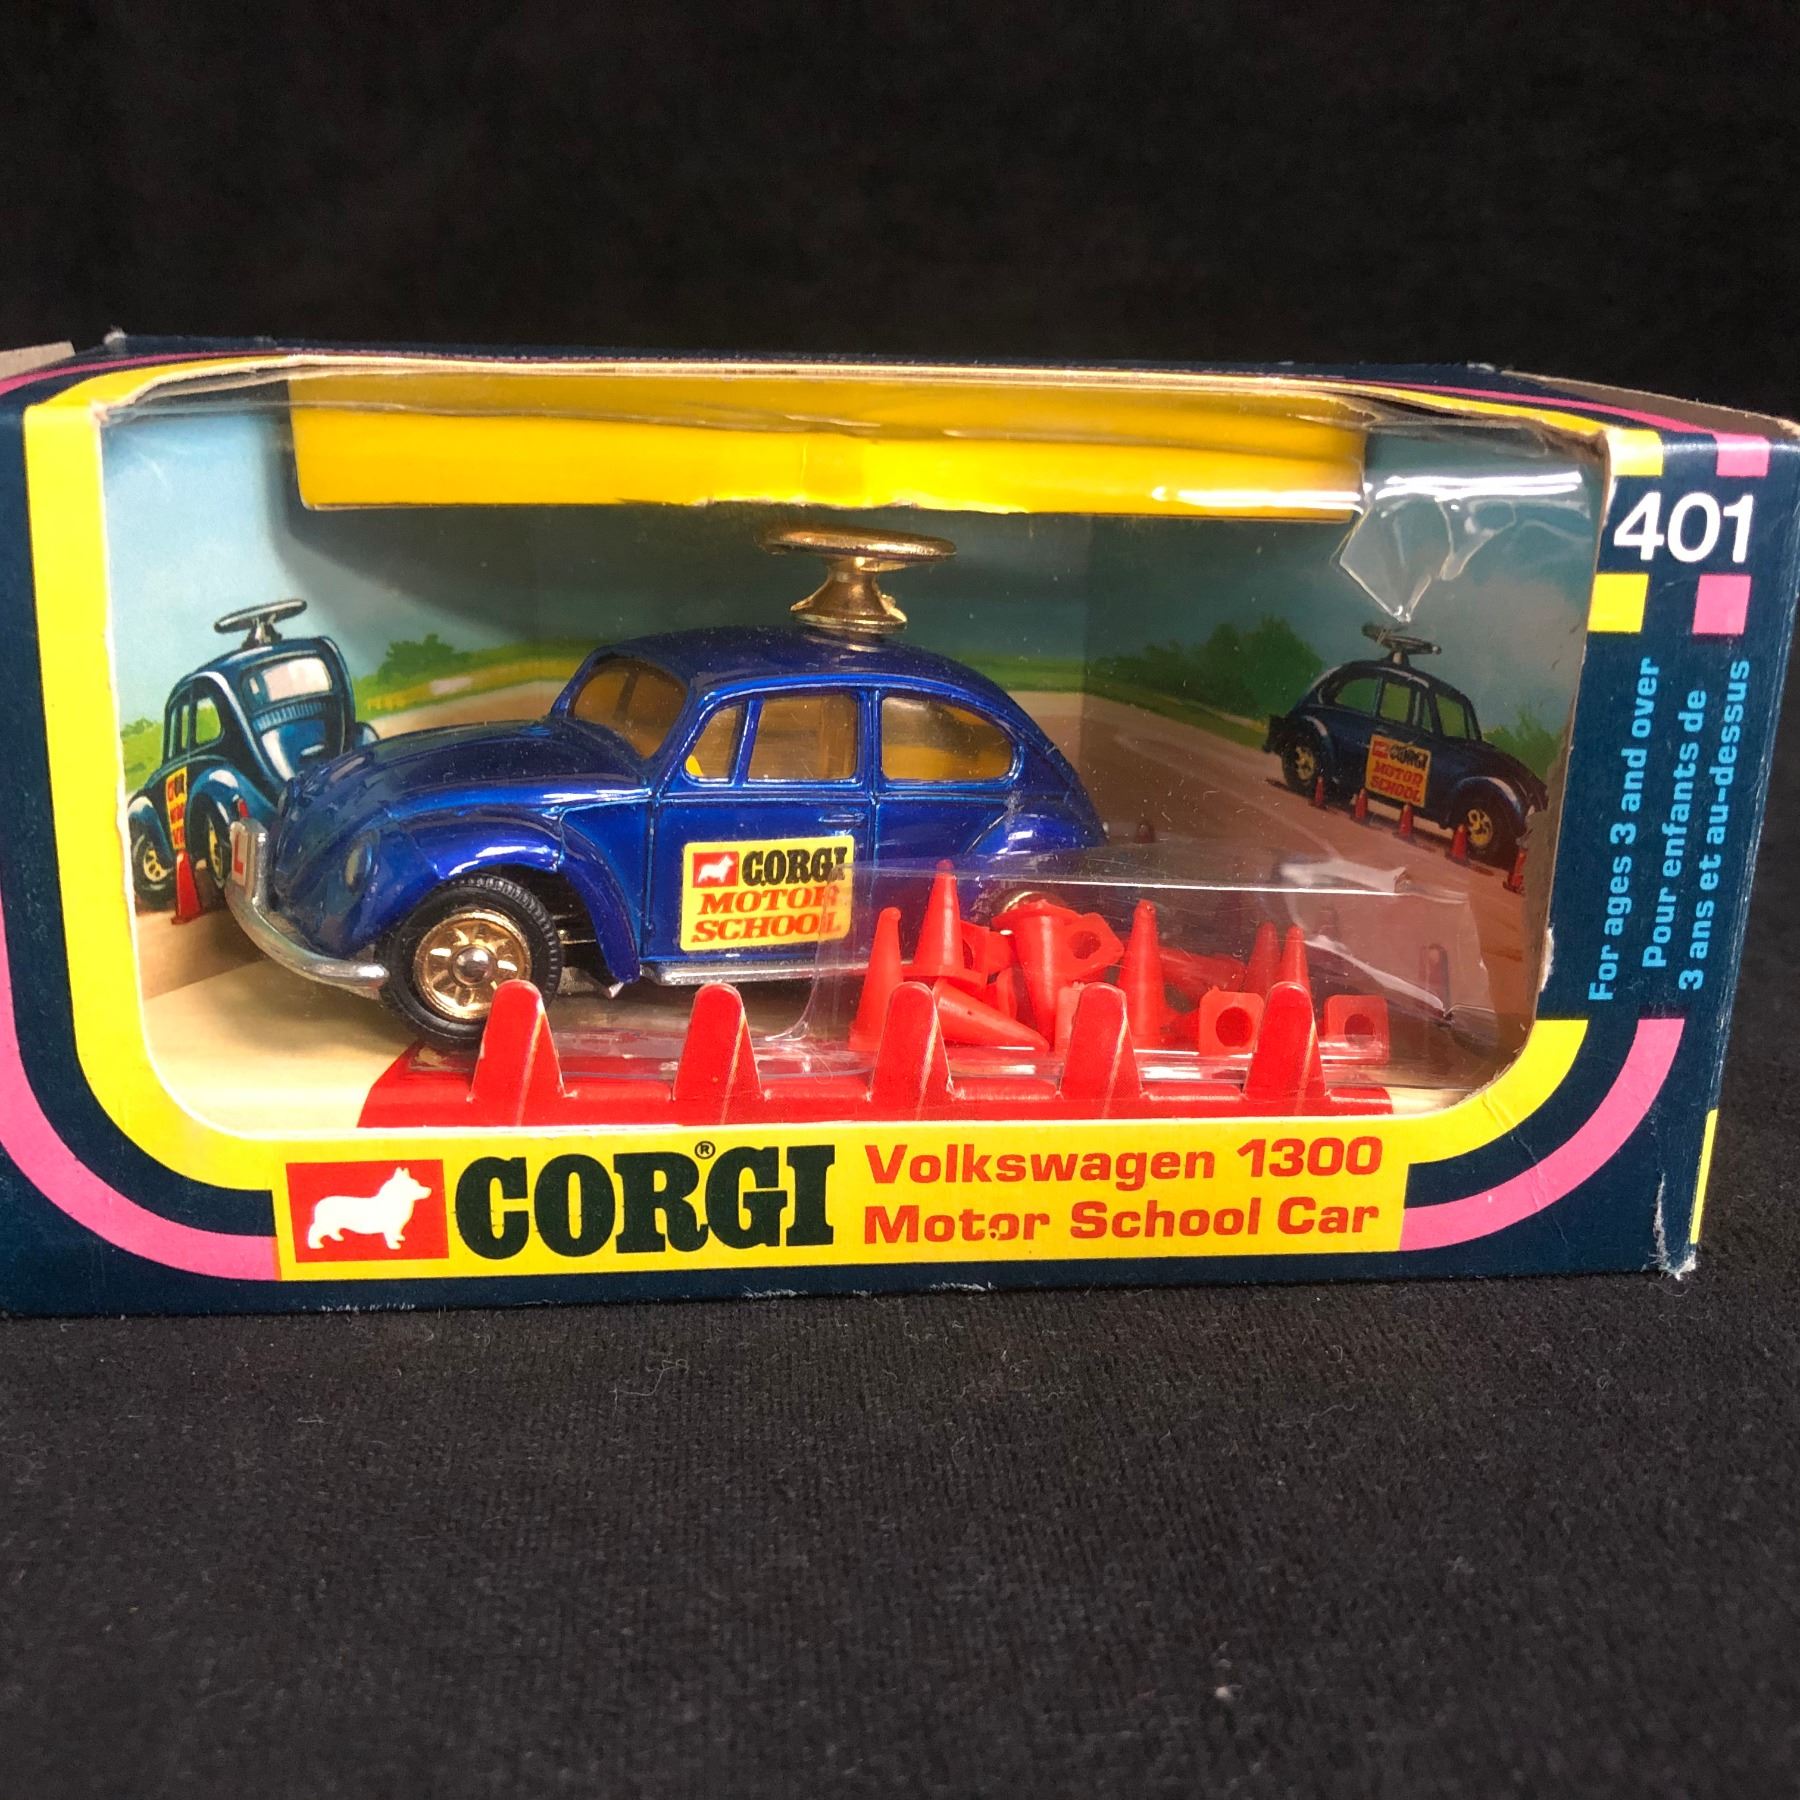 401
For ages 3 and over
Pour enfants de
3 ans et au-dessus
L
CORGI
MOTOR
SCHOOL
CORGI
MOTOR
SCHOOL
CORGI®
Volkswagen 1300
Motor School Car